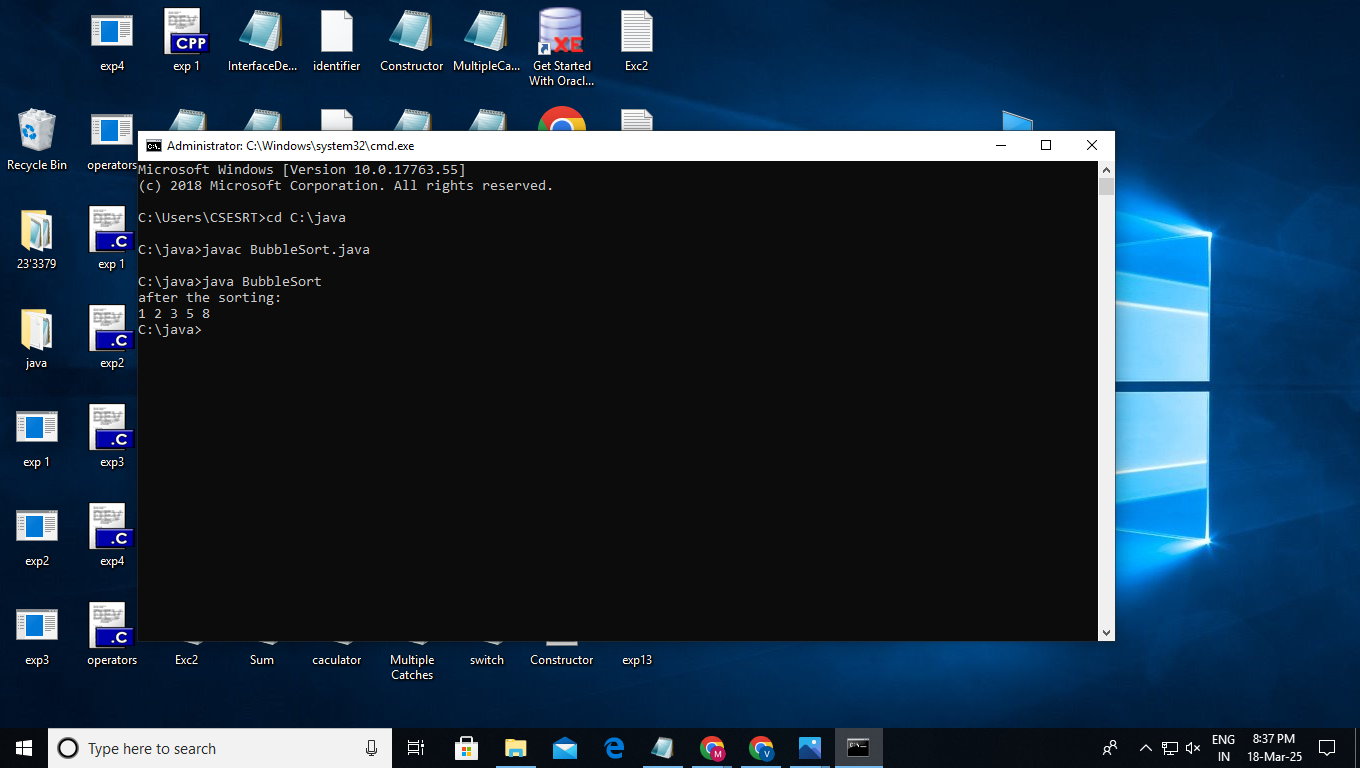 exp4
exp 1
InterfaceDe...
identifier
Constructor
MultipleCa...
Get Started
With Oracl...
Exc2
Recycle Bin
operators
Administrator: C:\Windows\system32\cmd.exe
Microsoft Windows [Version 10.0.17763.55]
(c) 2018 Microsoft Corporation. All rights reserved.
C:\Users\CSESRT>cd C:\java
C:\java>javac BubbleSort.java
C:\java>java BubbleSort
after the sorting:
1 2 3 5 8
C:\java>
23'3379
exp 1
java
exp2
exp 1
exp3
exp2
exp4
exp3
operators
Exc2
Sum
caculator
Multiple
Catches
switch
Constructor
exp13
Type here to search
ENG
IN
8:37 PM
18-Mar-25